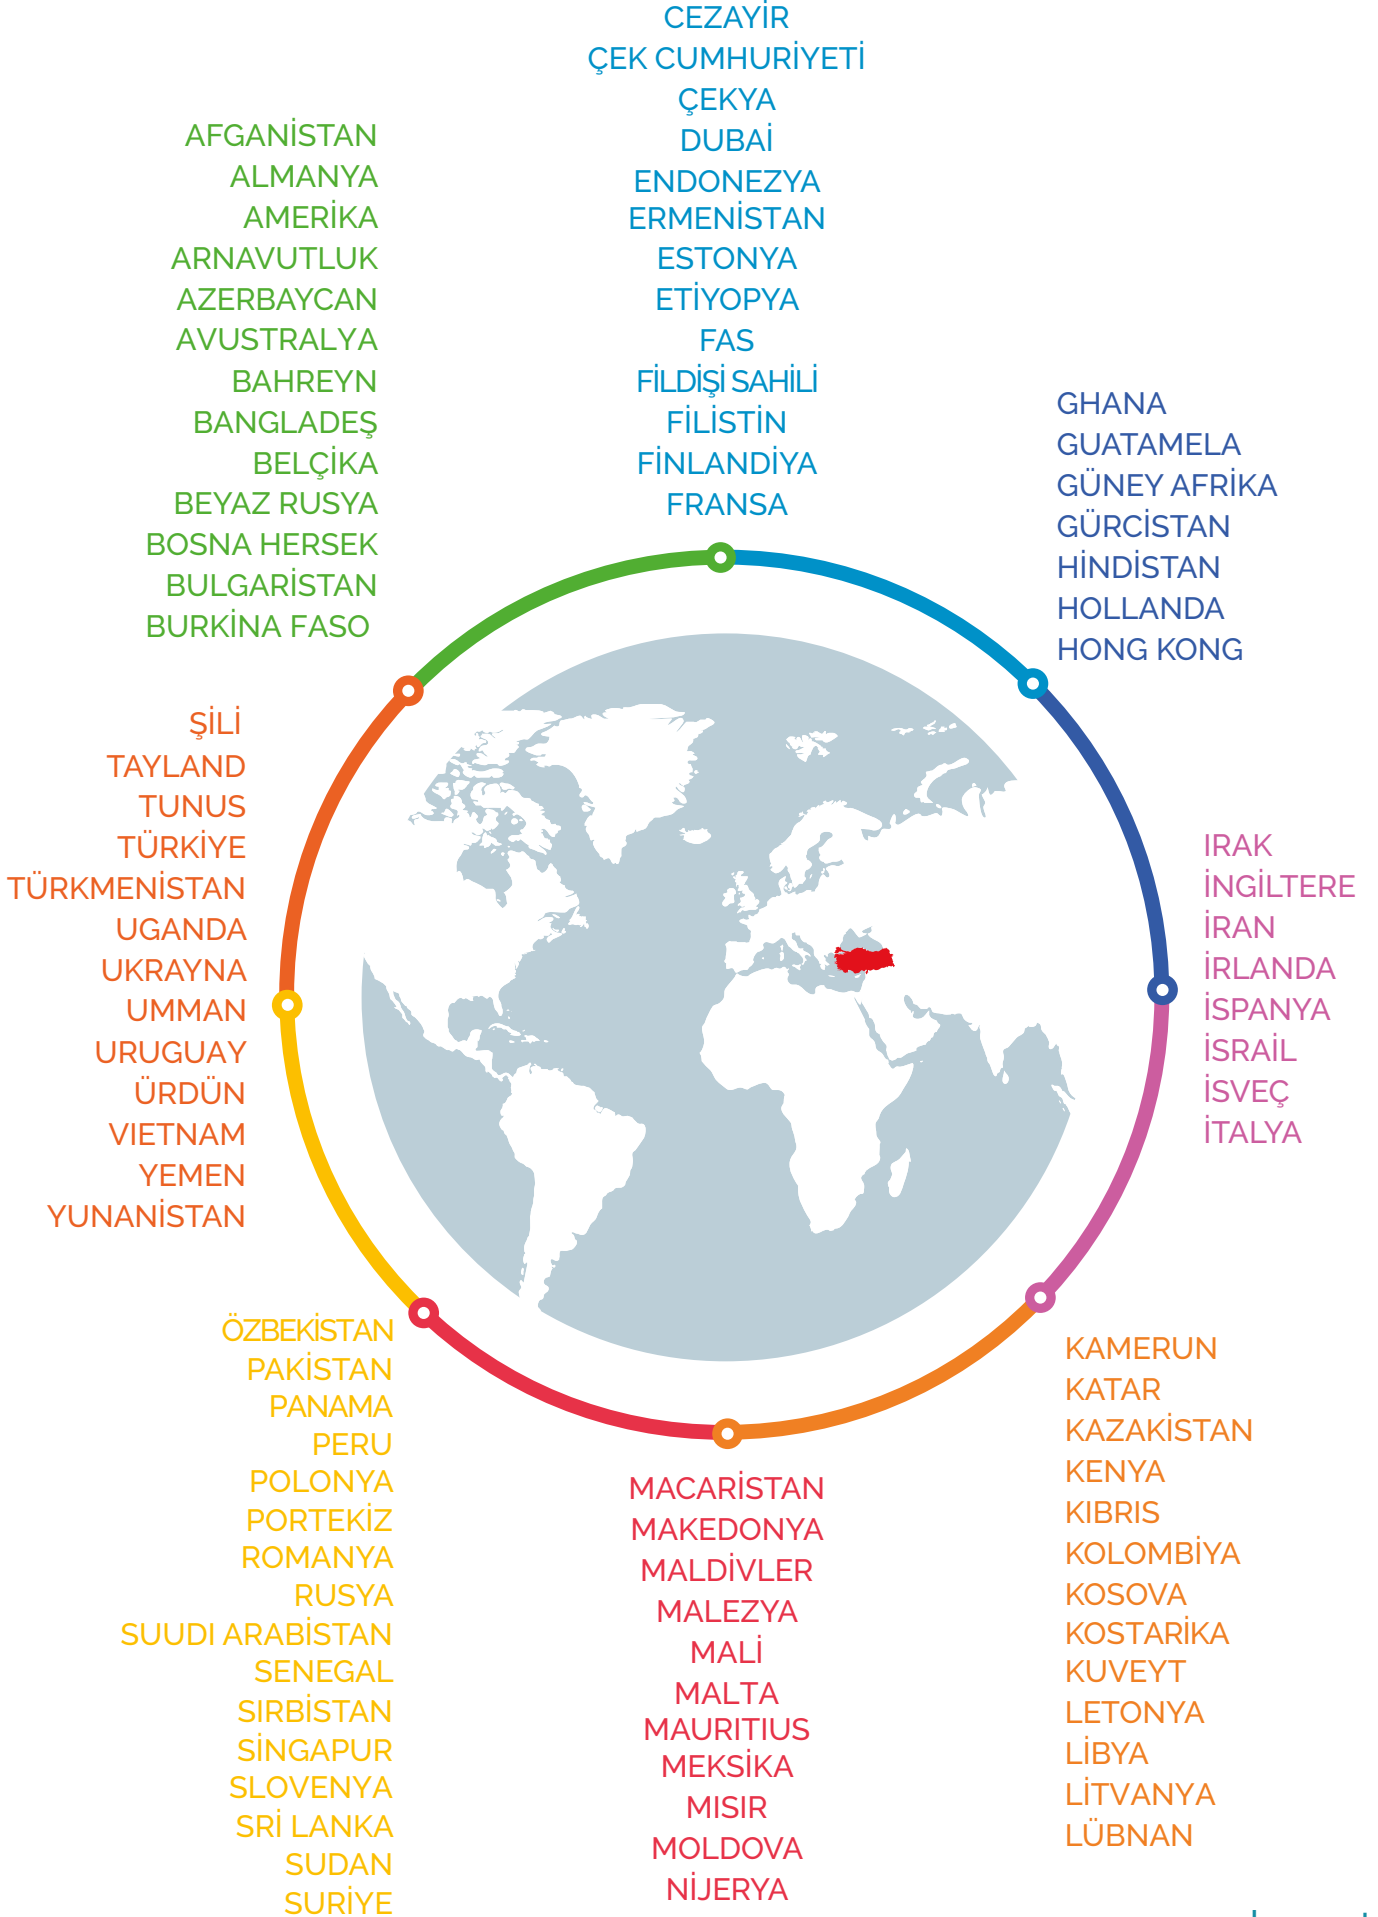 CEZAYİR
ÇEK CUMHURİYETİ
ÇEKYA
DUBAİ
ENDONEZYA
ERMENİSTAN
ESTONYA
ETİYOPYA
FAS
FİLDİŞİ SAHİLİ
FİLİSTİN
FİNLANDİYA
FRANSA
AFGANİSTAN
ALMANYA
AMERİKA
ARNAVUTLUK
AZERBAYCAN
AVUSTRALYA
BAHREYN
BANGLADEŞ
BELÇİKA
BEYAZ RUSYA
BOSNA HERSEK
BULGARİSTAN
BURKİNA FASO
GHANA
GUATAMELA
GÜNEY AFRİKA
GÜRCİSTAN
HİNDİSTAN
HOLLANDA
HONG KONG
ŞİLİ
TAYLAND
TUNUS
TÜRKİYE
TÜRKMENİSTAN
UGANDA
UKRAYNA
UMMAN
URUGUAY
ÜRDÜN
VIETNAM
YEMEN
YUNANİSTAN
IRAK
İNGİLTERE
İRAN
İRLANDA
İSPANYA
İSRAİL
İSVEÇ
İTALYA
ÖZBEKİSTAN
PAKİSTAN
PANAMA
PERU
POLONYA
PORTEKİZ
ROMANYA
RUSYA
SUUDI ARABİSTAN
SENEGAL
SIRBİSTAN
SİNGAPUR
SLOVENYA
SRİ LANKA
SUDAN
SURİYE
MACARİSTAN
MAKEDONYA
MALDİVLER
MALEZYA
MALİ
MALTA
MAURITIUS
MEKSİKA
MISIR
MOLDOVA
NİJERYA
KAMERUN
KATAR
KAZAKİSTAN
KENYA
KIBRIS
KOLOMBİYA
KOSOVA
KOSTARİKA
KUVEYT
LETONYA
LİBYA
LİTVANYA
LÜBNAN